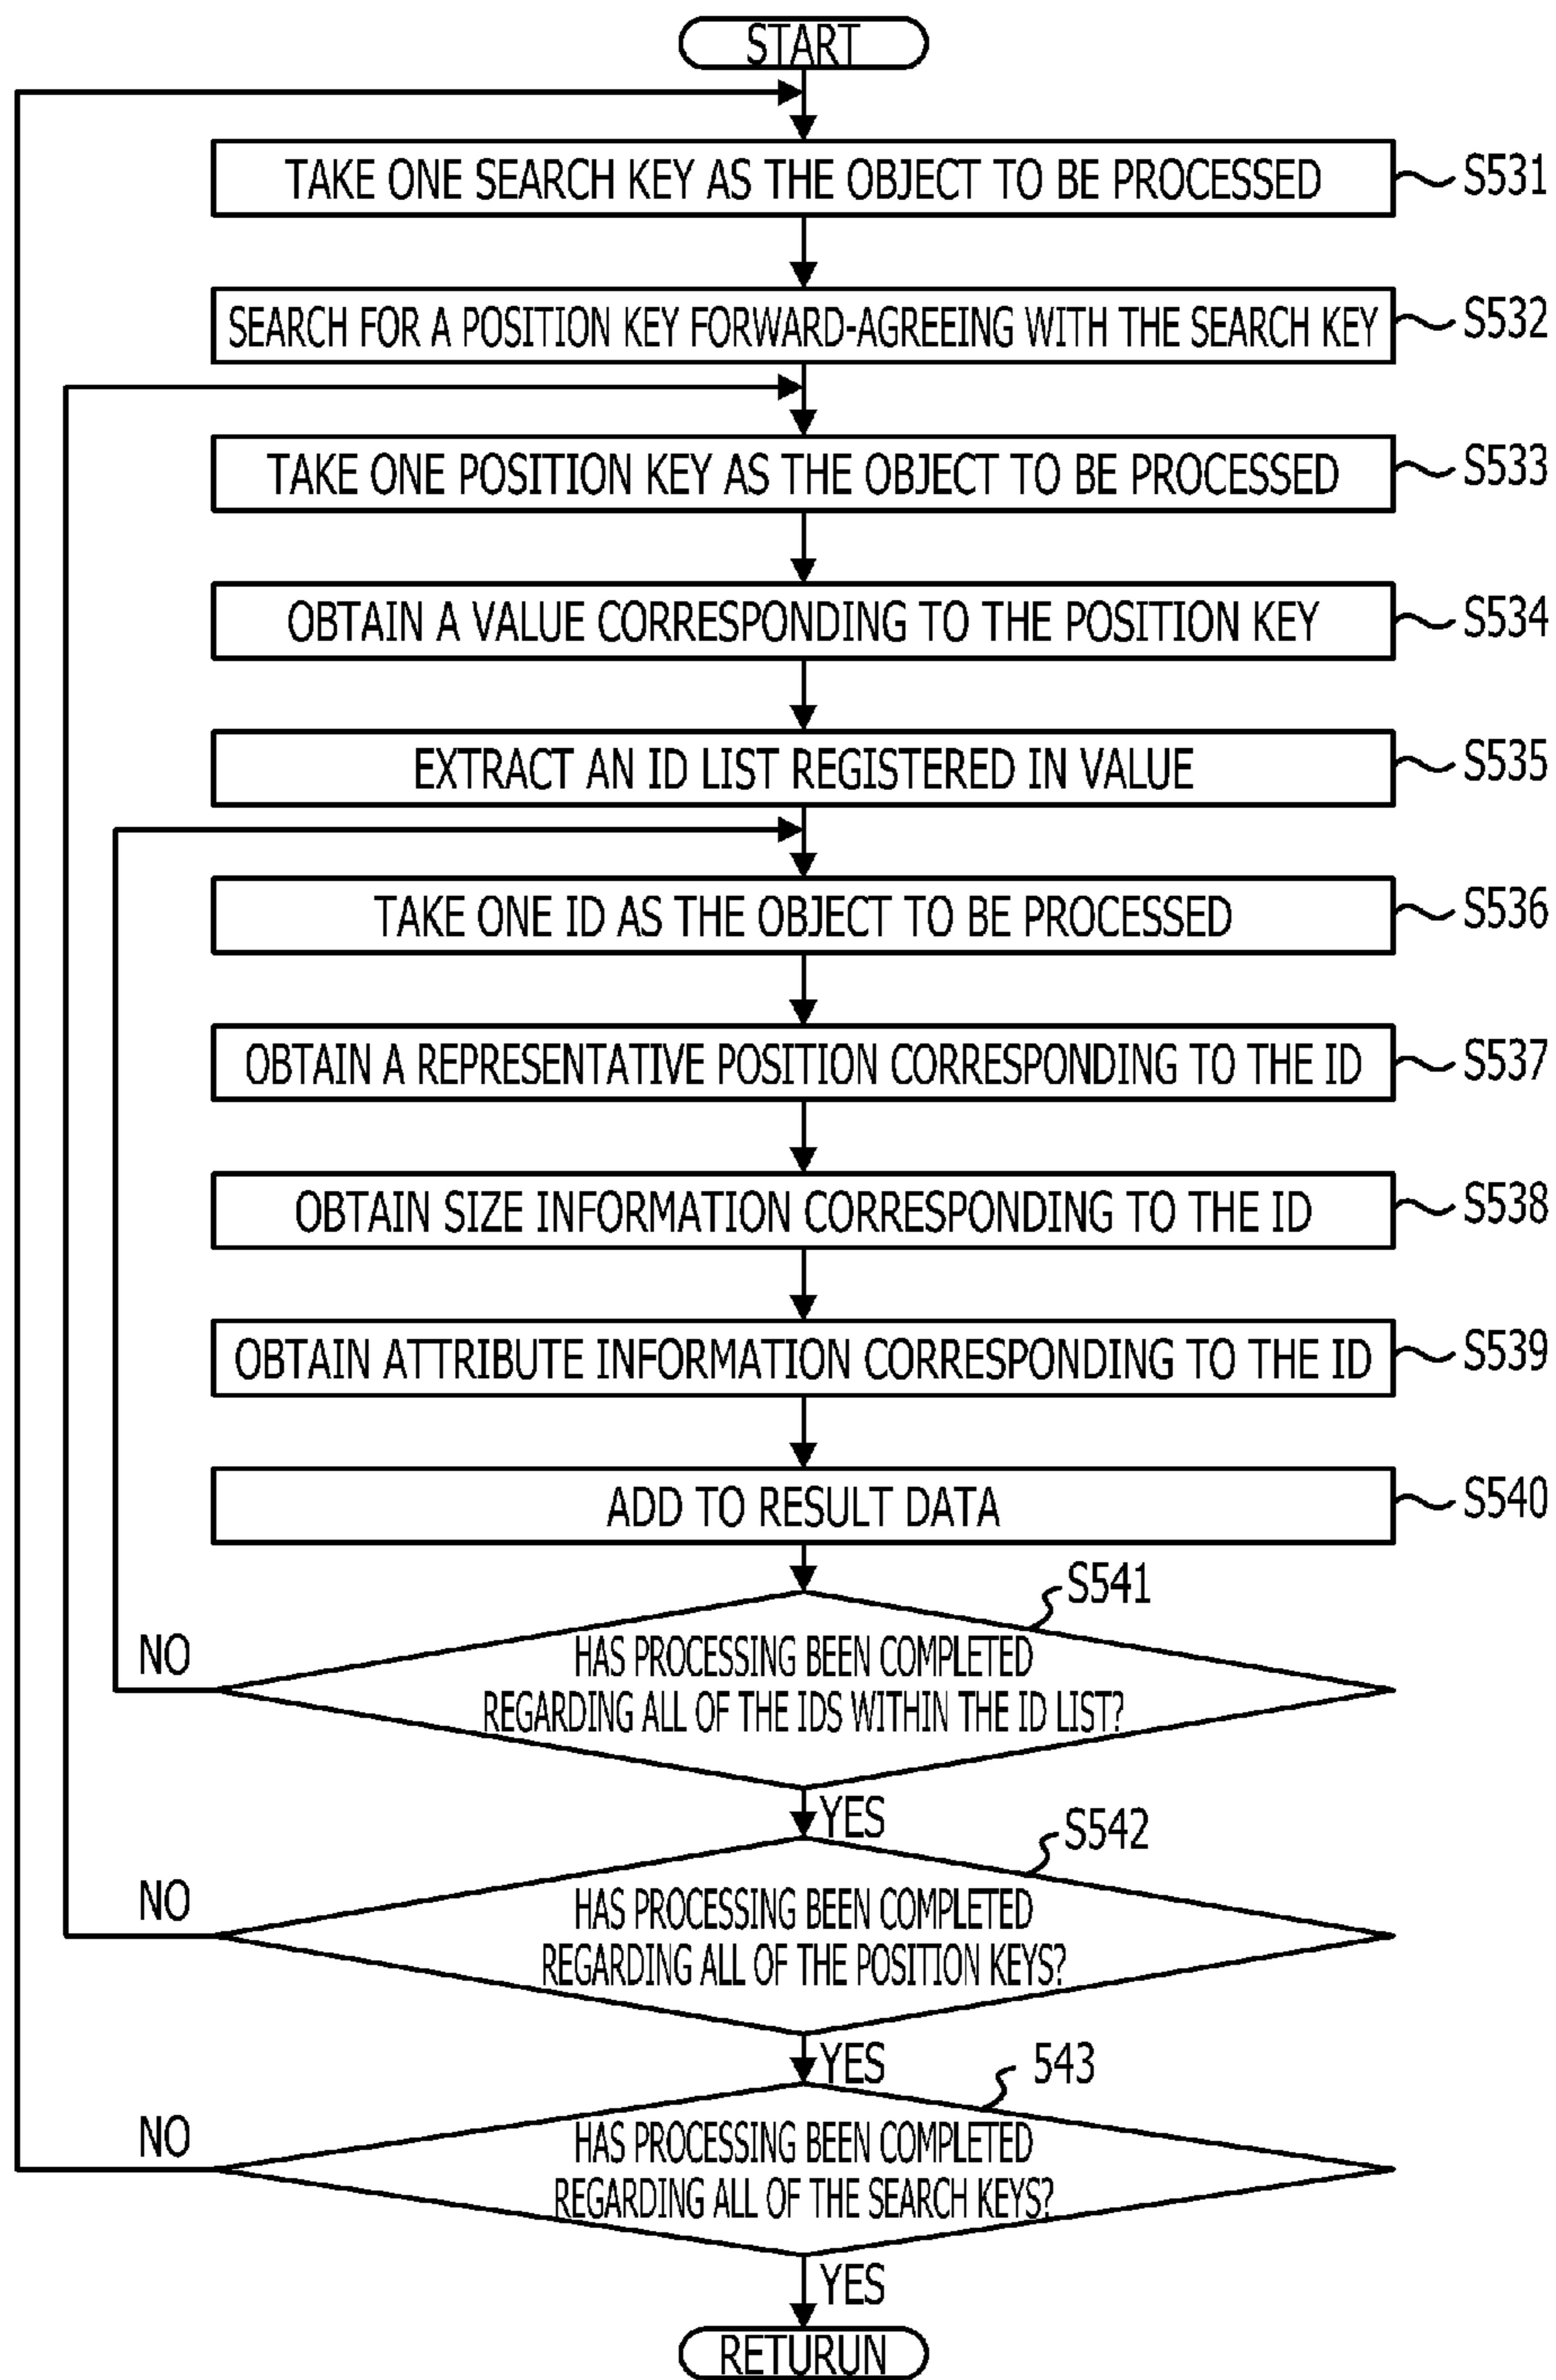 START
TAKE ONE SEARCH KEY AS THE OBJECT TO BE PROCESSED
S531
SEARCH FOR A POSITION KEY FORWARD-AGREEING WITH THE SEARCH KEY
S532
TAKE ONE POSITION KEY AS THE OBJECT TO BE PROCESSED
S533
OBTAIN A VALUE CORRESPONDING TO THE POSITION KEY
S534
EXTRACT AN ID LIST REGISTERED IN VALUE
S535
TAKE ONE ID AS THE OBJECT TO BE PROCESSED
S536
OBTAIN A REPRESENTATIVE POSITION CORRESPONDING TO THE ID
S537
OBTAIN SIZE INFORMATION CORRESPONDING TO THE ID
S538
OBTAIN ATTRIBUTE INFORMATION CORRESPONDING TO THE ID
S539
ADD TO RESULT DATA
S540
S541
NO
HAS PROCESSING BEEN COMPLETED
REGARDING ALL OF THE IDS WITHIN THE ID LIST?
YES
S542
NO
HAS PROCESSING BEEN COMPLETED
REGARDING ALL OF THE POSITION KEYS?
YES
543
NO
HAS PROCESSING BEEN COMPLETED
REGARDING ALL OF THE SEARCH KEYS?
YES
RETURUN